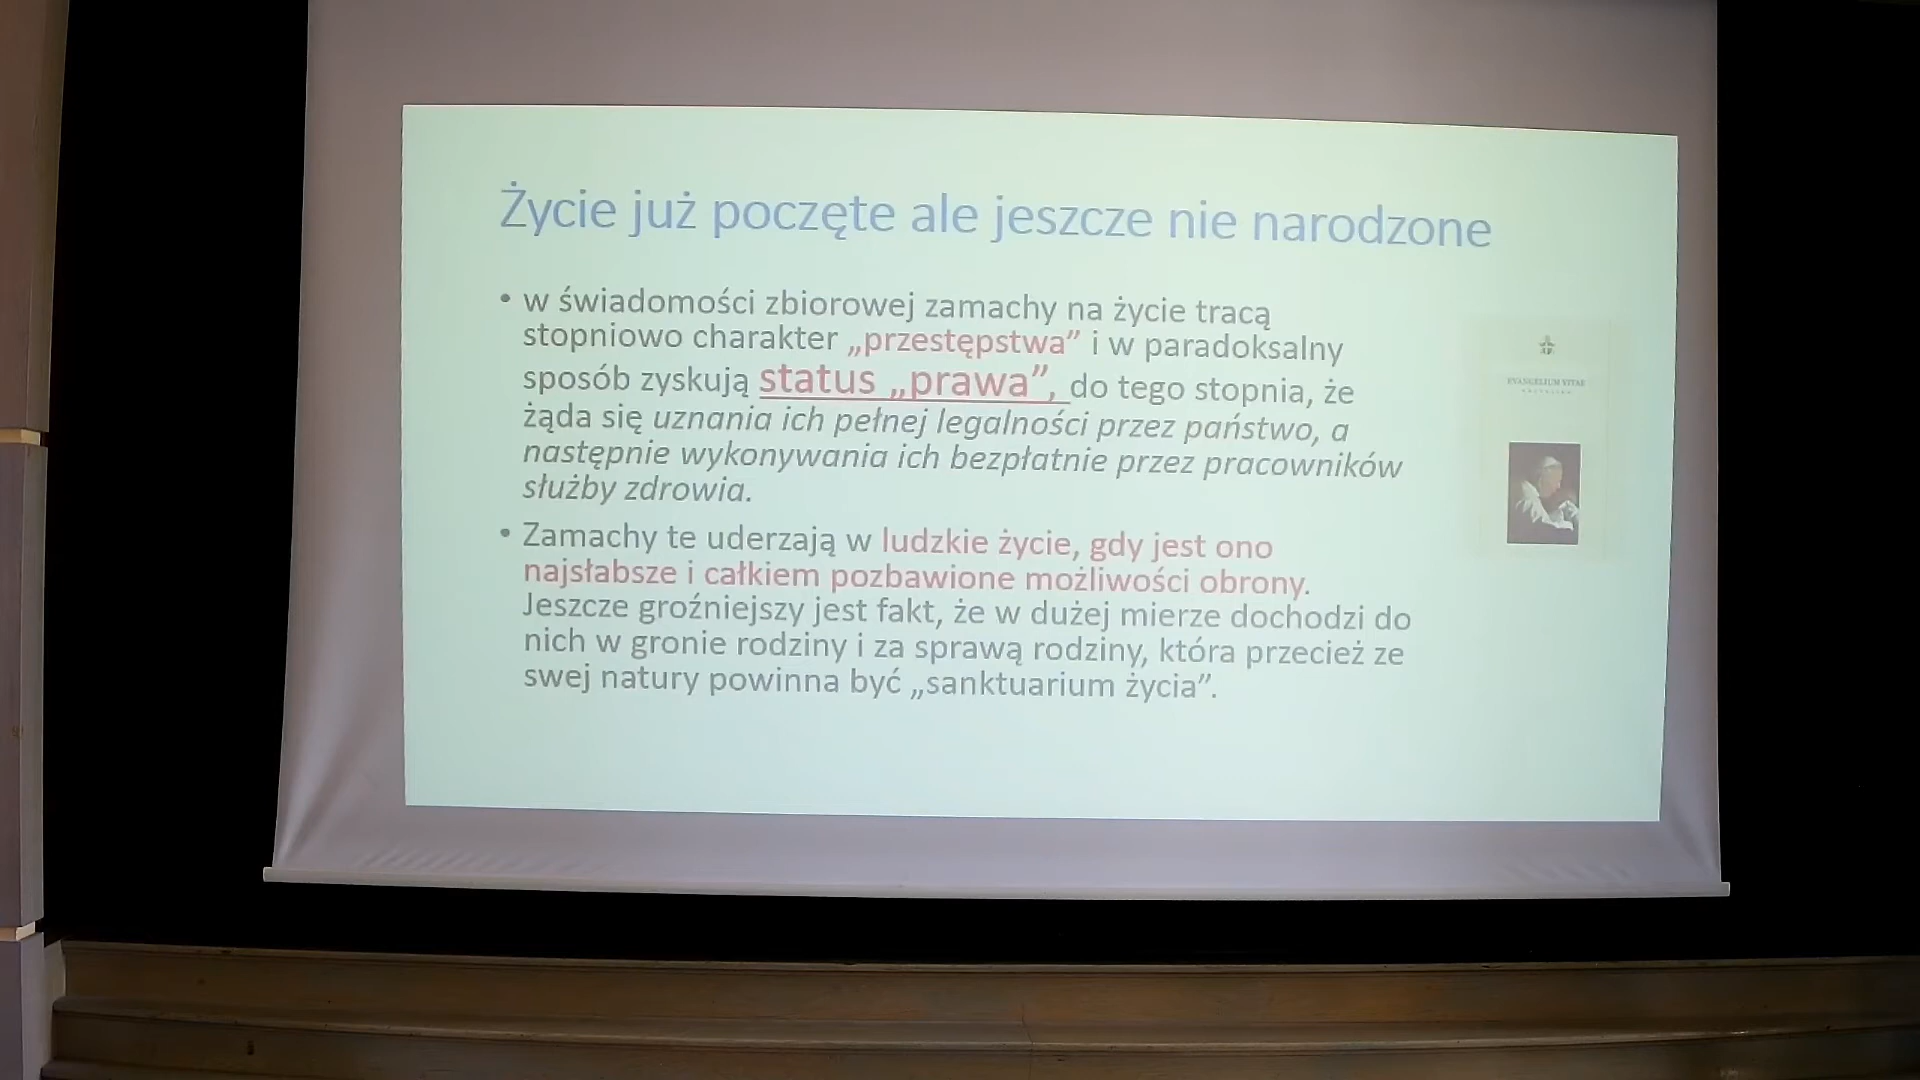 Życie już poczęte ale jeszcze nie narodzone
• w świadomości zbiorowej zamachy na życie tracą
stopniowo charakter „przestępstwa” i w paradoksalny
sposób zyskują status „prawa”, do tego stopnia, że
żąda się uznania ich pełnej legalności przez państwo, a
następnie wykonywania ich bezpłatnie przez pracowników
służby zdrowia.
• Zamachy te uderzają w ludzkie życie, gdy jest ono
najsłabsze i całkiem pozbawione możliwości obrony.
Jeszcze groźniejszy jest fakt, że w dużej mierze dochodzi do
nich w gronie rodziny i za sprawą rodziny, która przecież ze
swej natury powinna być „sanktuarium życia”.
EVANGELIUM VITAE